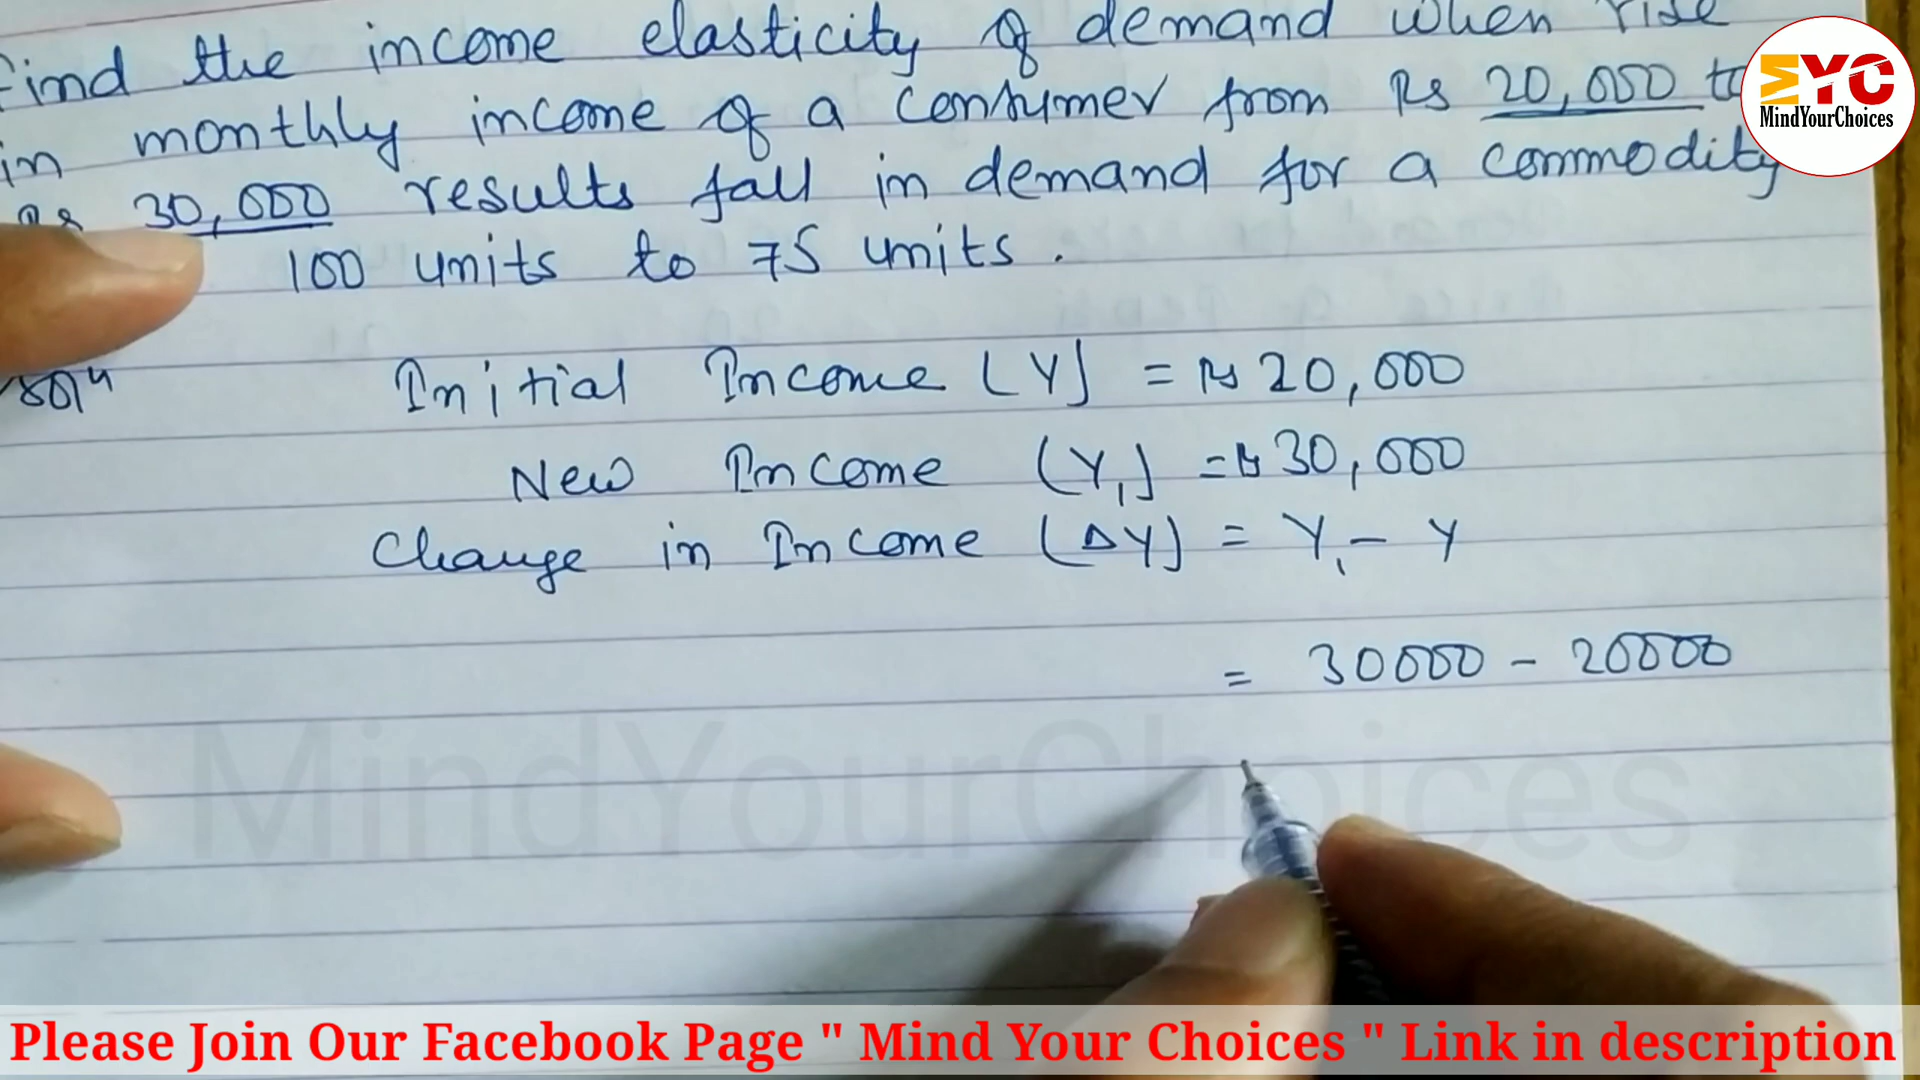 find the income elasticity of demand when rise
in monthly income of a consumer from Rs 20,000 to
Rs 30,000 results fall in demand for a commodity
100 units to 75 units.
Soln Initial Income (Y) = Rs 20,000
New Income (Y1) = Rs 30,000
Change in Income (ΔY) = Y1 - Y
= 30000 - 20000
MYC
MindYourChoices
MindYourChoices
Please Join Our Facebook Page " Mind Your Choices " Link in description